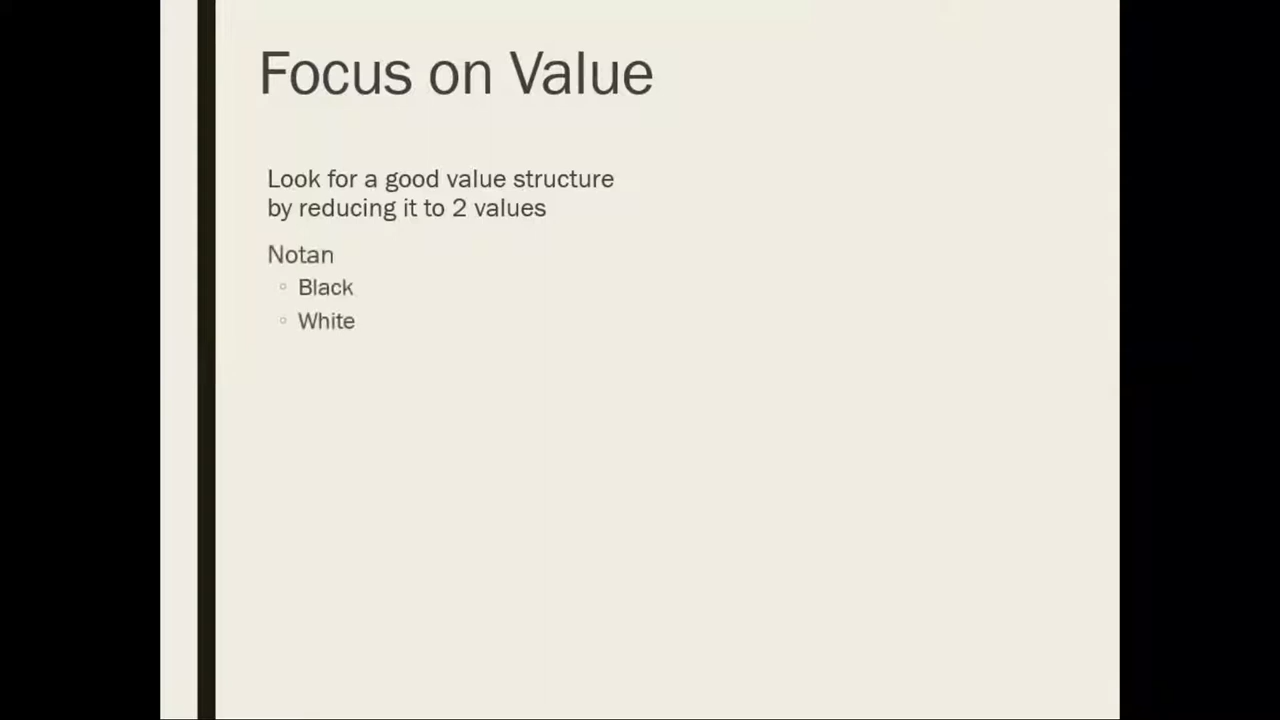 Focus on Value
Look for a good value structure
by reducing it to 2 values
Notan
Black
White